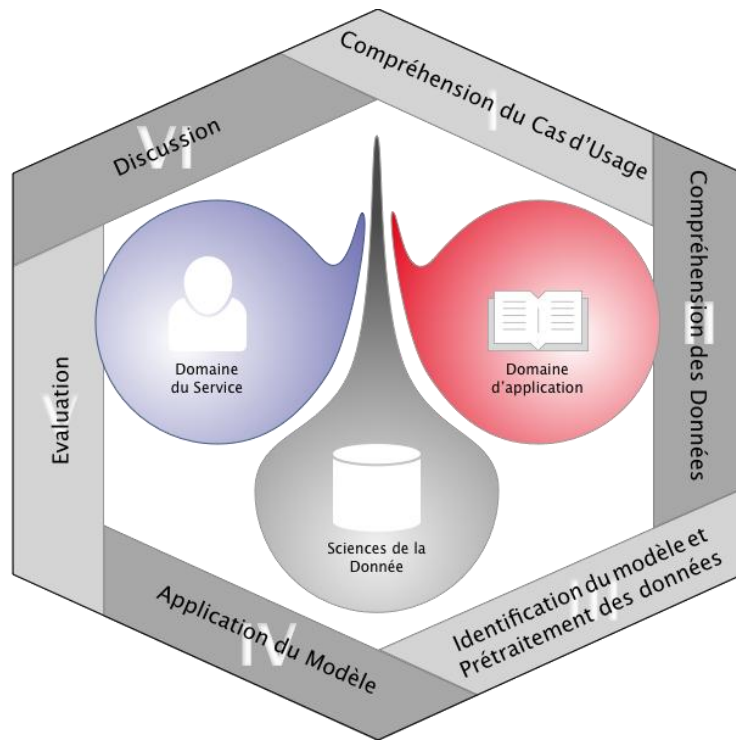 I
Compréhension du Cas d'Usage
II
Compréhension des Données
III
Identification du modèle et
Prétraitement des données
IV
Application du Modèle
V
Evaluation
VI
Discussion
Domaine
du Service
Domaine
d'application
Sciences de la
Donnée